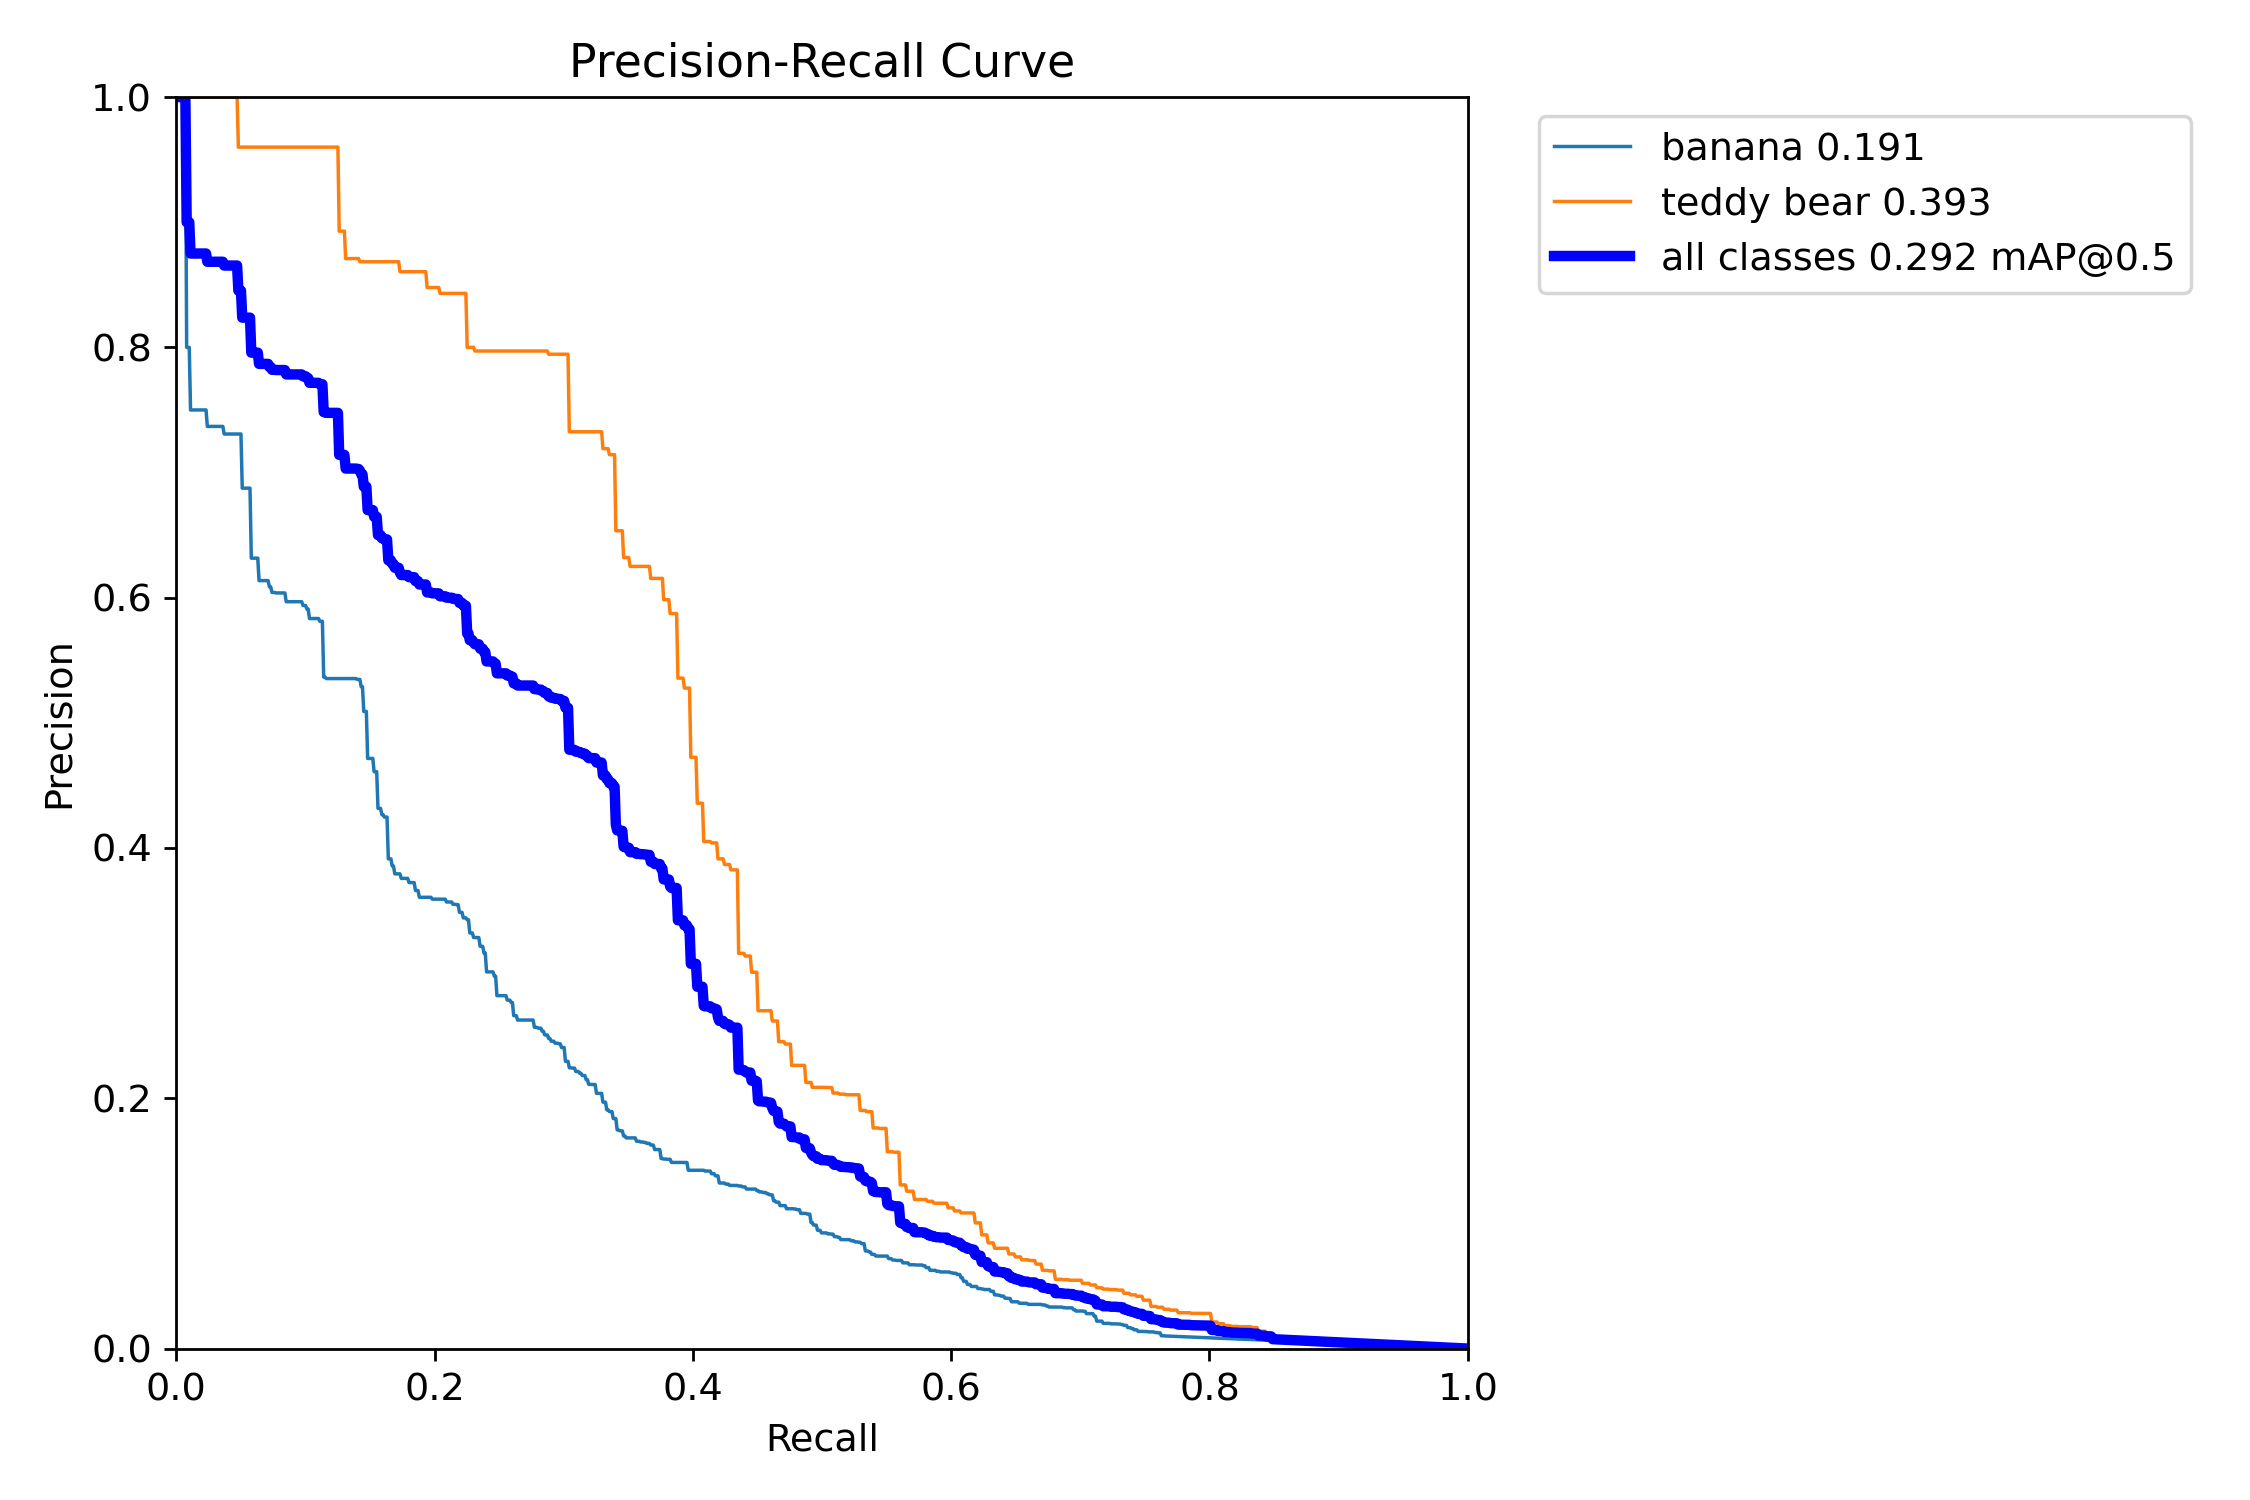 Precision-Recall Curve
1.0
0.8
0.6
0.4
0.2
0.0
Precision
0.0 0.2 0.4 0.6 0.8 1.0
Recall
banana 0.191
teddy bear 0.393
all classes 0.292 mAP@0.5